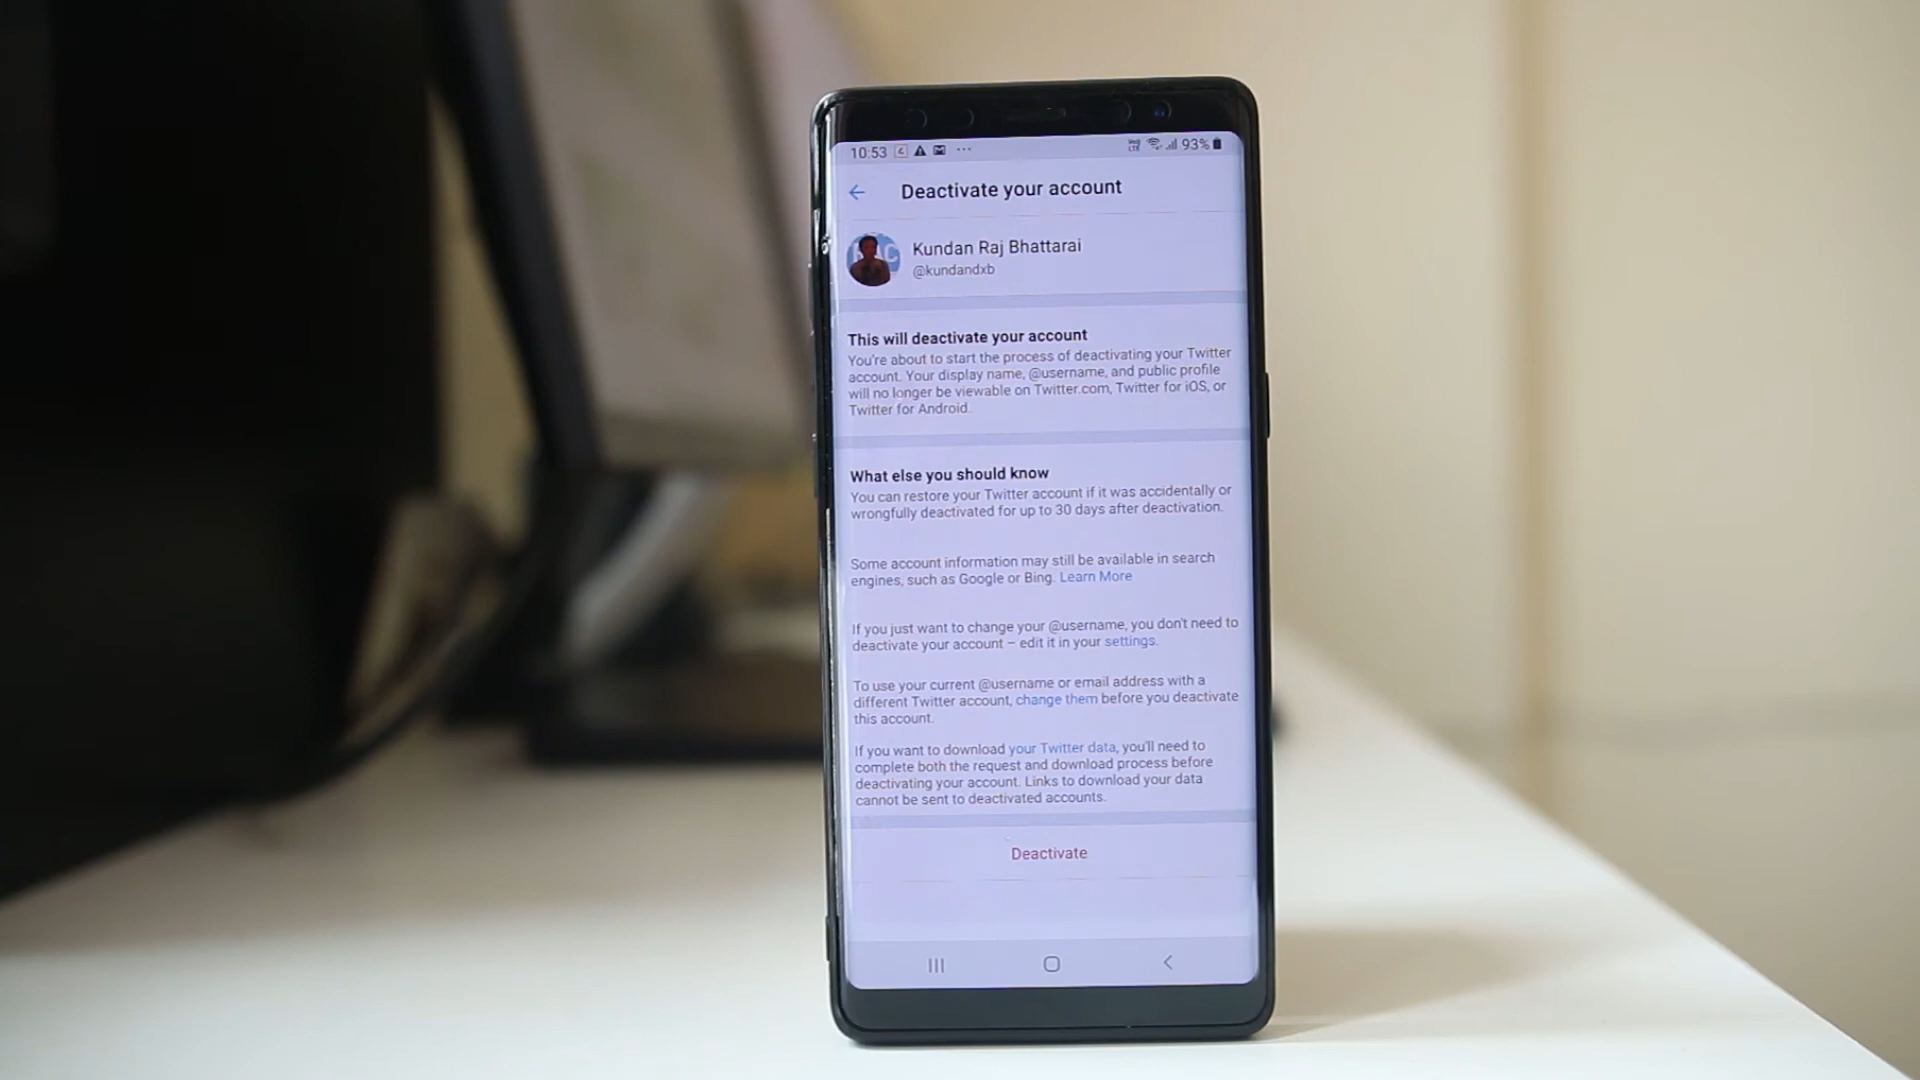 10:53 93%
Deactivate your account
Kundan Raj Bhattarai
@kundandxb
This will deactivate your account
You're about to start the process of deactivating your Twitter
account. Your display name, @username, and public profile
will no longer be viewable on Twitter.com, Twitter for iOS, or
Twitter for Android.
What else you should know
You can restore your Twitter account if it was accidentally or
wrongfully deactivated for up to 30 days after deactivation.
Some account information may still be available in search
engines, such as Google or Bing. Learn More
If you just want to change your @username, you don't need to
deactivate your account – edit it in your settings.
To use your current @username or email address with a
different Twitter account, change them before you deactivate
this account.
If you want to download your Twitter data, you'll need to
complete both the request and download process before
deactivating your account. Links to download your data
cannot be sent to deactivated accounts.
Deactivate